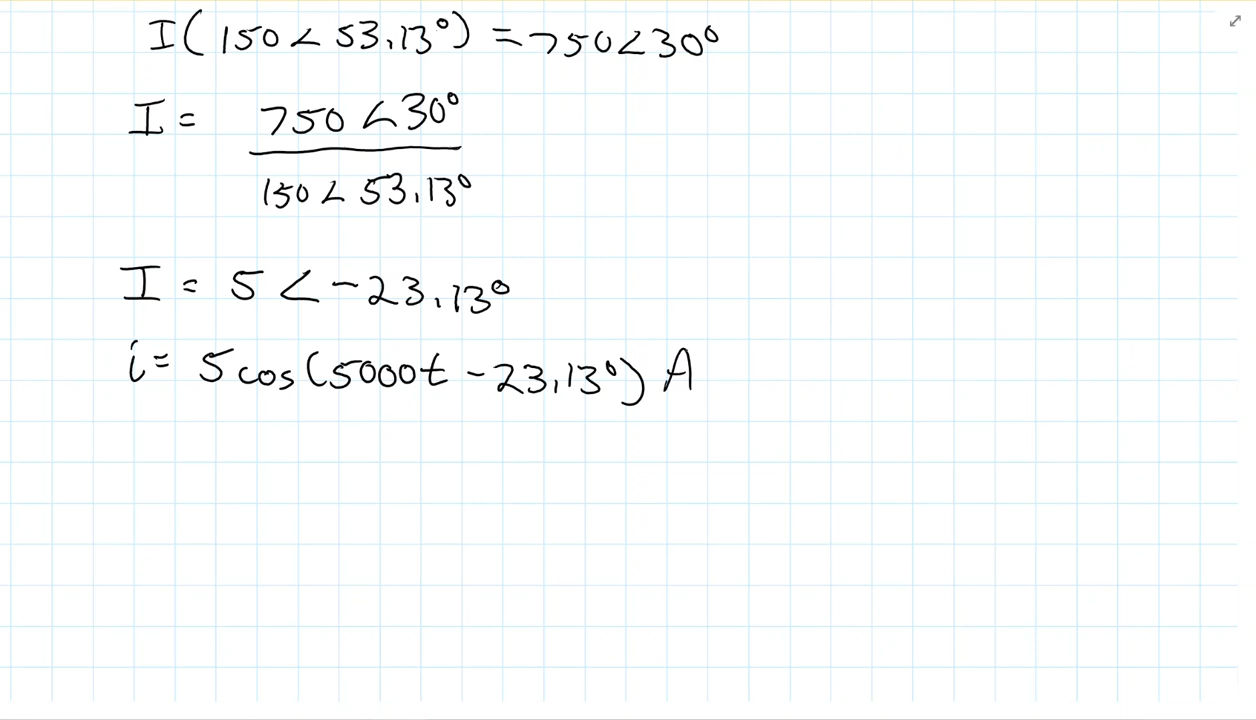 I(150<53.13°) = 750<30°
I = 750<30°
150<53.13°
I = 5<-23.13°
i = 5cos(5000t - 23.13°) A